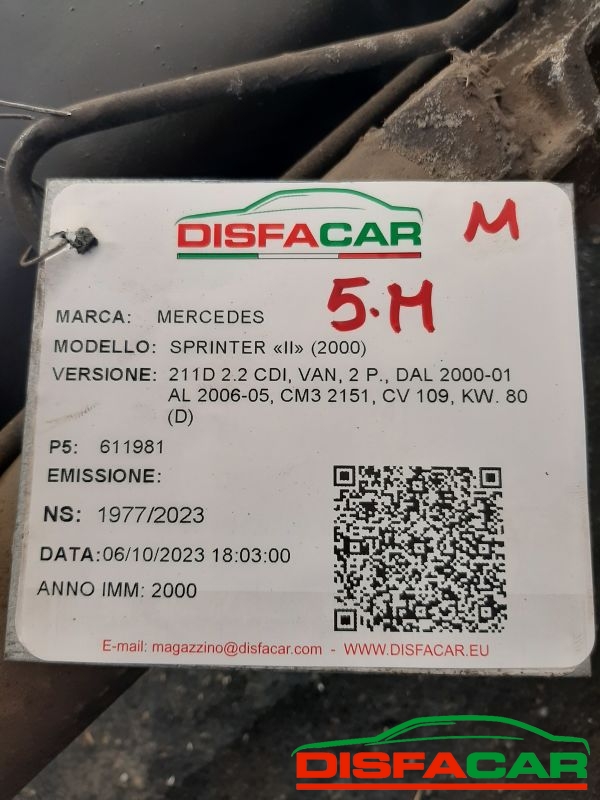 DISFACAR
M
5.M
MARCA: MERCEDES
MODELLO: SPRINTER «II» (2000)
VERSIONE: 211D 2.2 CDI, VAN, 2 P., DAL 2000-01
AL 2006-05, CM3 2151, CV 109, KW. 80
(D)
P5: 611981
EMISSIONE:
NS: 1977/2023
DATA:06/10/2023 18:03:00
ANNO IMM: 2000
E-mail: magazzino@disfacar.com - WWW.DISFACAR.EU
DISFACAR